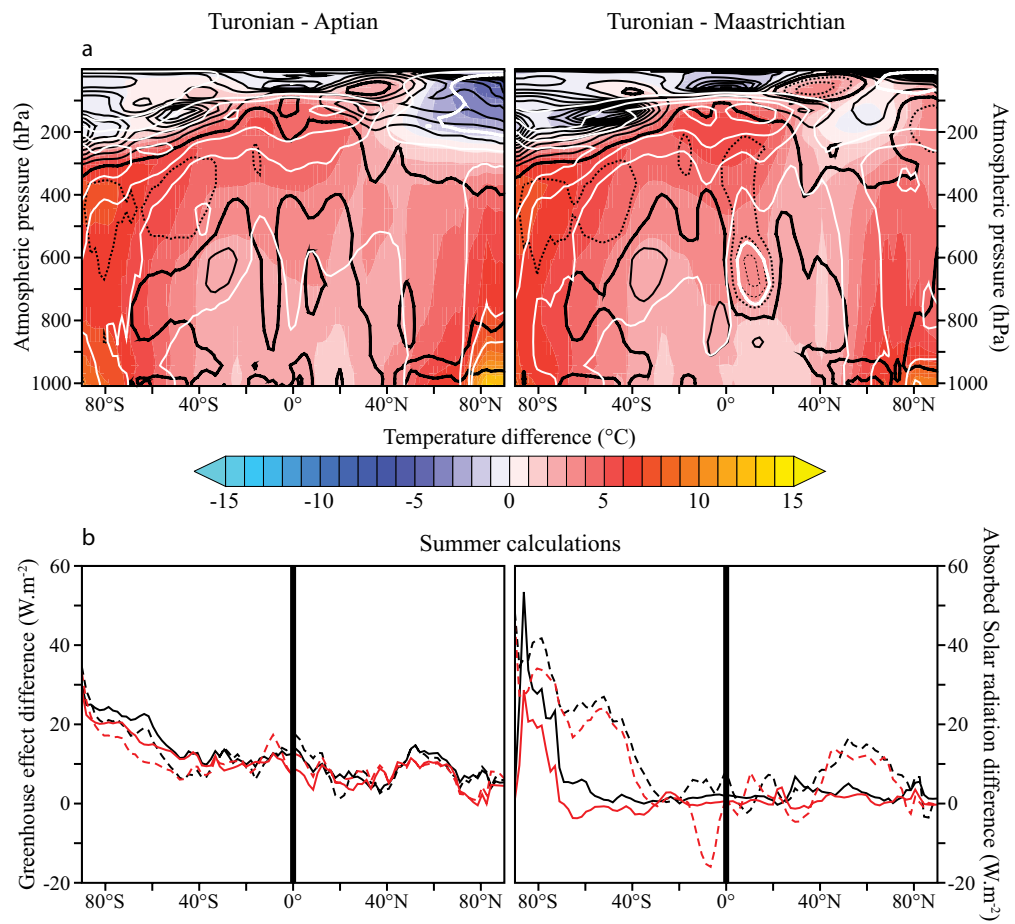 Turonian - Aptian
Turonian - Maastrichtian
a
Atmospheric pressure (hPa)
200
400
600
800
1000
80°S
40°S
0°
40°N
80°N
80°S
40°S
0°
40°N
80°N
200
400
600
800
1000
Atmospheric pressure (hPa)
Temperature difference (°C)
-15
-10
-5
0
5
10
15
b
Summer calculations
Greenhouse effect difference (W.m-2)
60
40
20
0
-20
80°S
40°S
0°
40°N
80°N
80°S
40°S
0°
40°N
80°N
60
40
20
0
-20
Absorbed Solar radiation difference (W.m-2)